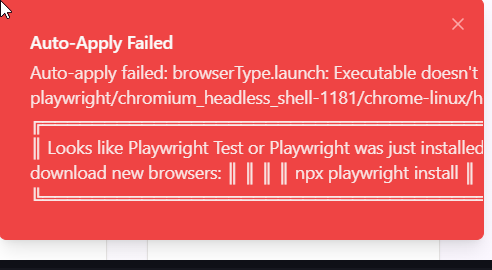 Auto-Apply Failed
Auto-apply failed: browserType.launch: Executable doesn't
playwright/chromium_headless_shell-1181/chrome-linux/h
╔══════════════════════════════
║ Looks like Playwright Test or Playwright was just installed
download new browsers: ║ ║ ║ ║ npx playwright install ║
╚══════════════════════════════